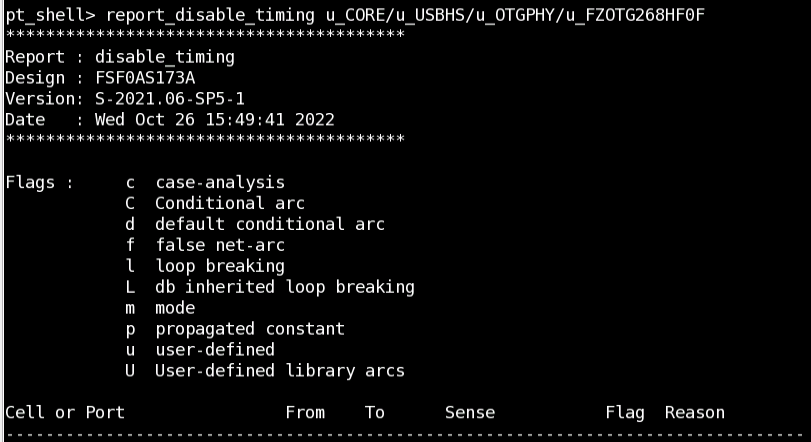 pt_shell> report_disable_timing u_CORE/u_USBHS/u_OTGPHY/u_FZOTG268HF0F
****************************************
Report : disable_timing
Design : FSF0AS173A
Version: S-2021.06-SP5-1
Date   : Wed Oct 26 15:49:41 2022
****************************************
Flags :     c  case-analysis
            C  Conditional arc
            d  default conditional arc
            f  false net-arc
            l  loop breaking
            L  db inherited loop breaking
            m  mode
            p  propagated constant
            u  user-defined
            U  User-defined library arcs
Cell or Port                From    To      Sense           Flag  Reason
--------------------------------------------------------------------------------